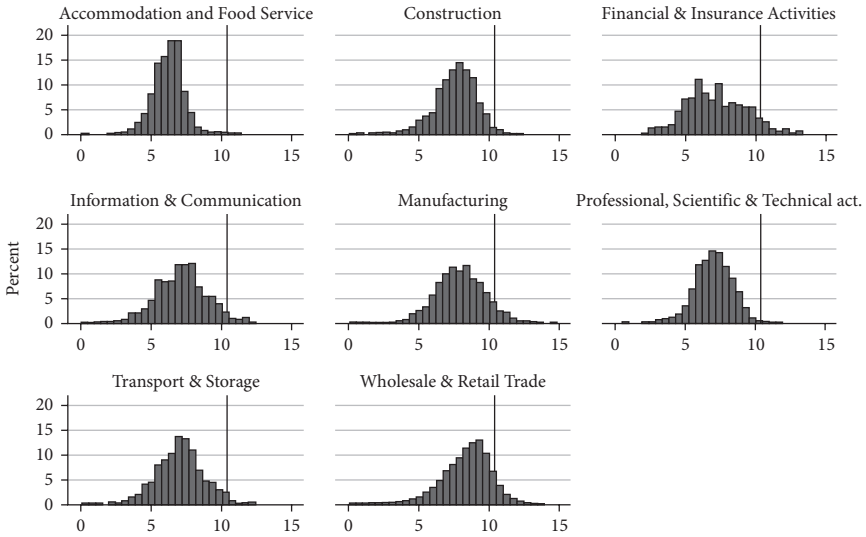 Accommodation and Food Service Construction Financial & Insurance Activities
20
15
10
5
0
0 5 10 15 0 5 10 15 0 5 10 15
Information & Communication Manufacturing Professional, Scientific & Technical act.
Percent
20
15
10
5
0
0 5 10 15 0 5 10 15 0 5 10 15
Transport & Storage Wholesale & Retail Trade
20
15
10
5
0
0 5 10 15 0 5 10 15